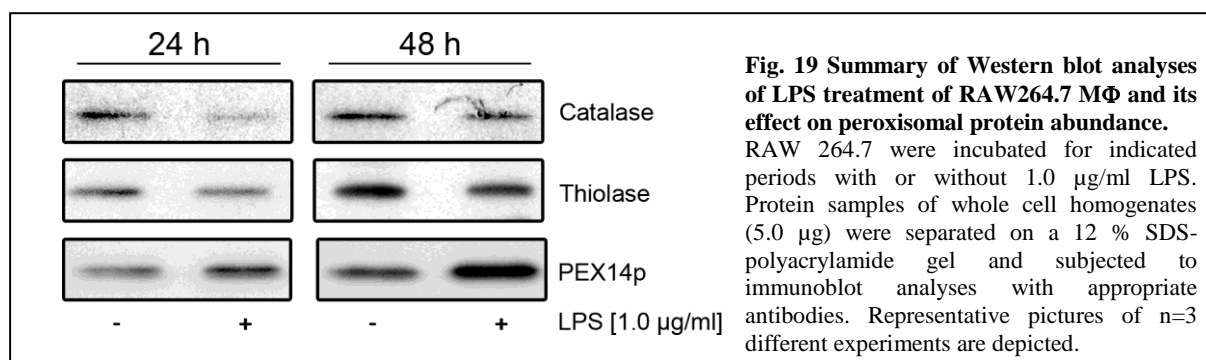 24 h 48 h
Catalase
Thiolase
PEX14p
- + - + LPS [1.0 µg/ml]
Fig. 19 Summary of Western blot analyses
of LPS treatment of RAW264.7 MΦ and its
effect on peroxisomal protein abundance.
RAW 264.7 were incubated for indicated
periods with or without 1.0 µg/ml LPS.
Protein samples of whole cell homogenates
(5.0 µg) were separated on a 12 % SDS-
polyacrylamide gel and subjected to
immunoblot analyses with appropriate
antibodies. Representative pictures of n=3
different experiments are depicted.